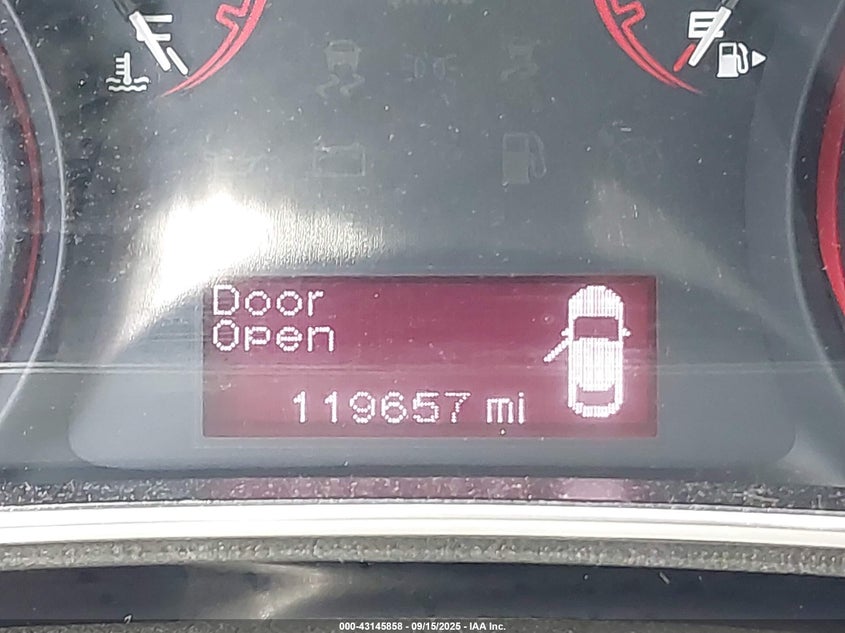 E E
Door
Open
119657 mi
000-43145858 - 09/15/2025 - IAA Inc.